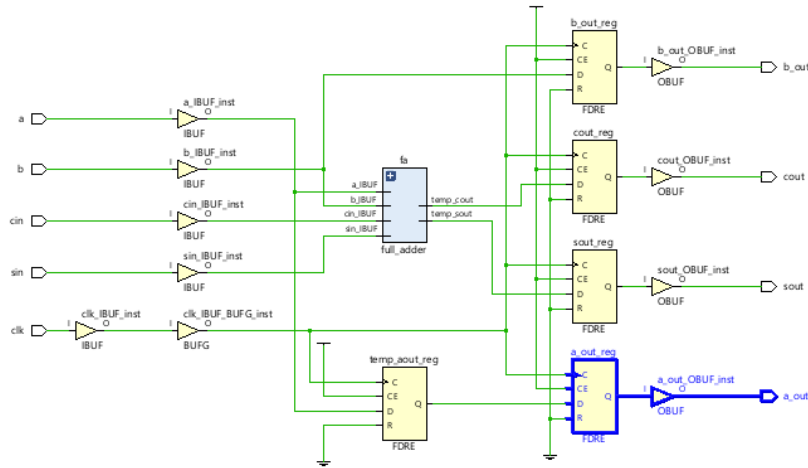 b_out_reg
C
CE
D
R
Q
FDRE
b_out_OBUF_inst
I
O
OBUF
b_out
a
a_IBUF_inst
I
O
IBUF
b
b_IBUF_inst
I
O
IBUF
cin
cin_IBUF_inst
I
O
IBUF
sin
sin_IBUF_inst
I
O
IBUF
clk
clk_IBUF_inst
I
O
IBUF
clk_IBUF_BUFG_inst
I
O
BUFG
fa
a_IBUF
b_IBUF
cin_IBUF
sin_IBUF
temp_cout
temp_sout
full_adder
cout_reg
C
CE
D
R
Q
FDRE
cout_OBUF_inst
I
O
OBUF
cout
sout_reg
C
CE
D
R
Q
FDRE
sout_OBUF_inst
I
O
OBUF
sout
temp_aout_reg
C
CE
D
R
Q
FDRE
a_out_reg
C
CE
D
R
Q
FDRE
a_out_OBUF_inst
I
O
OBUF
a_out